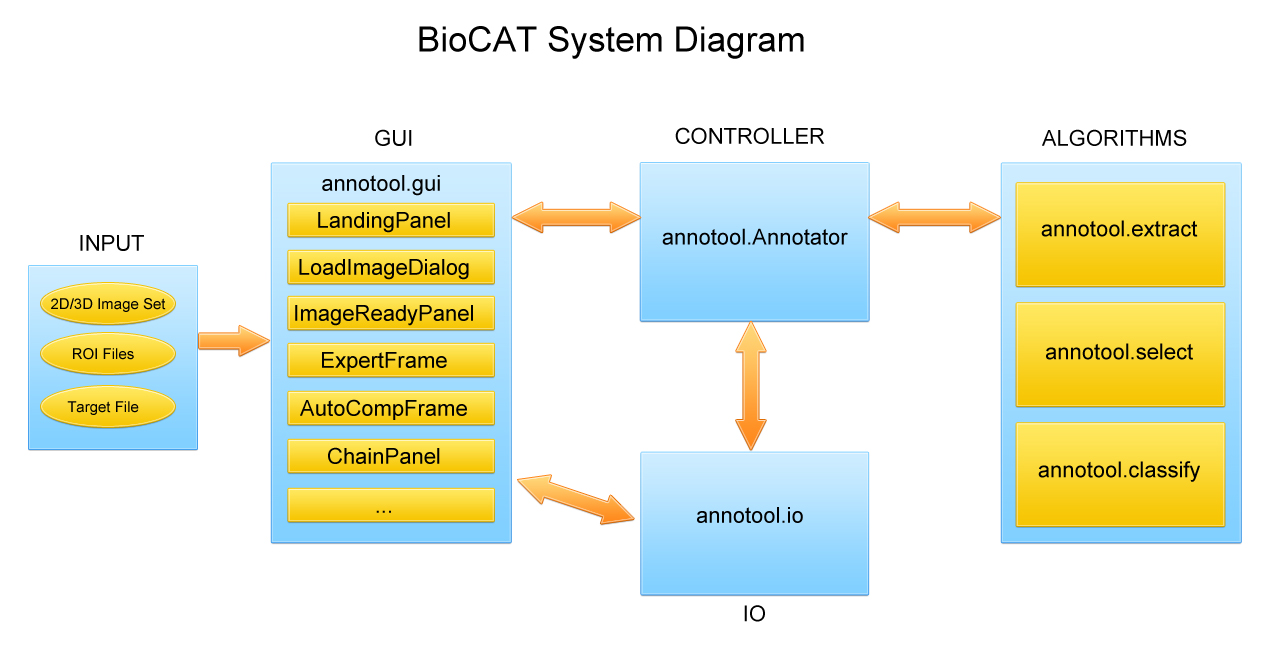 BioCAT System Diagram
INPUT
2D/3D Image Set
ROI Files
Target File
GUI
annotool.gui
LandingPanel
LoadImageDialog
ImageReadyPanel
ExpertFrame
AutoCompFrame
ChainPanel
...
CONTROLLER
annotool.Annotator
annotool.io
IO
ALGORITHMS
annotool.extract
annotool.select
annotool.classify